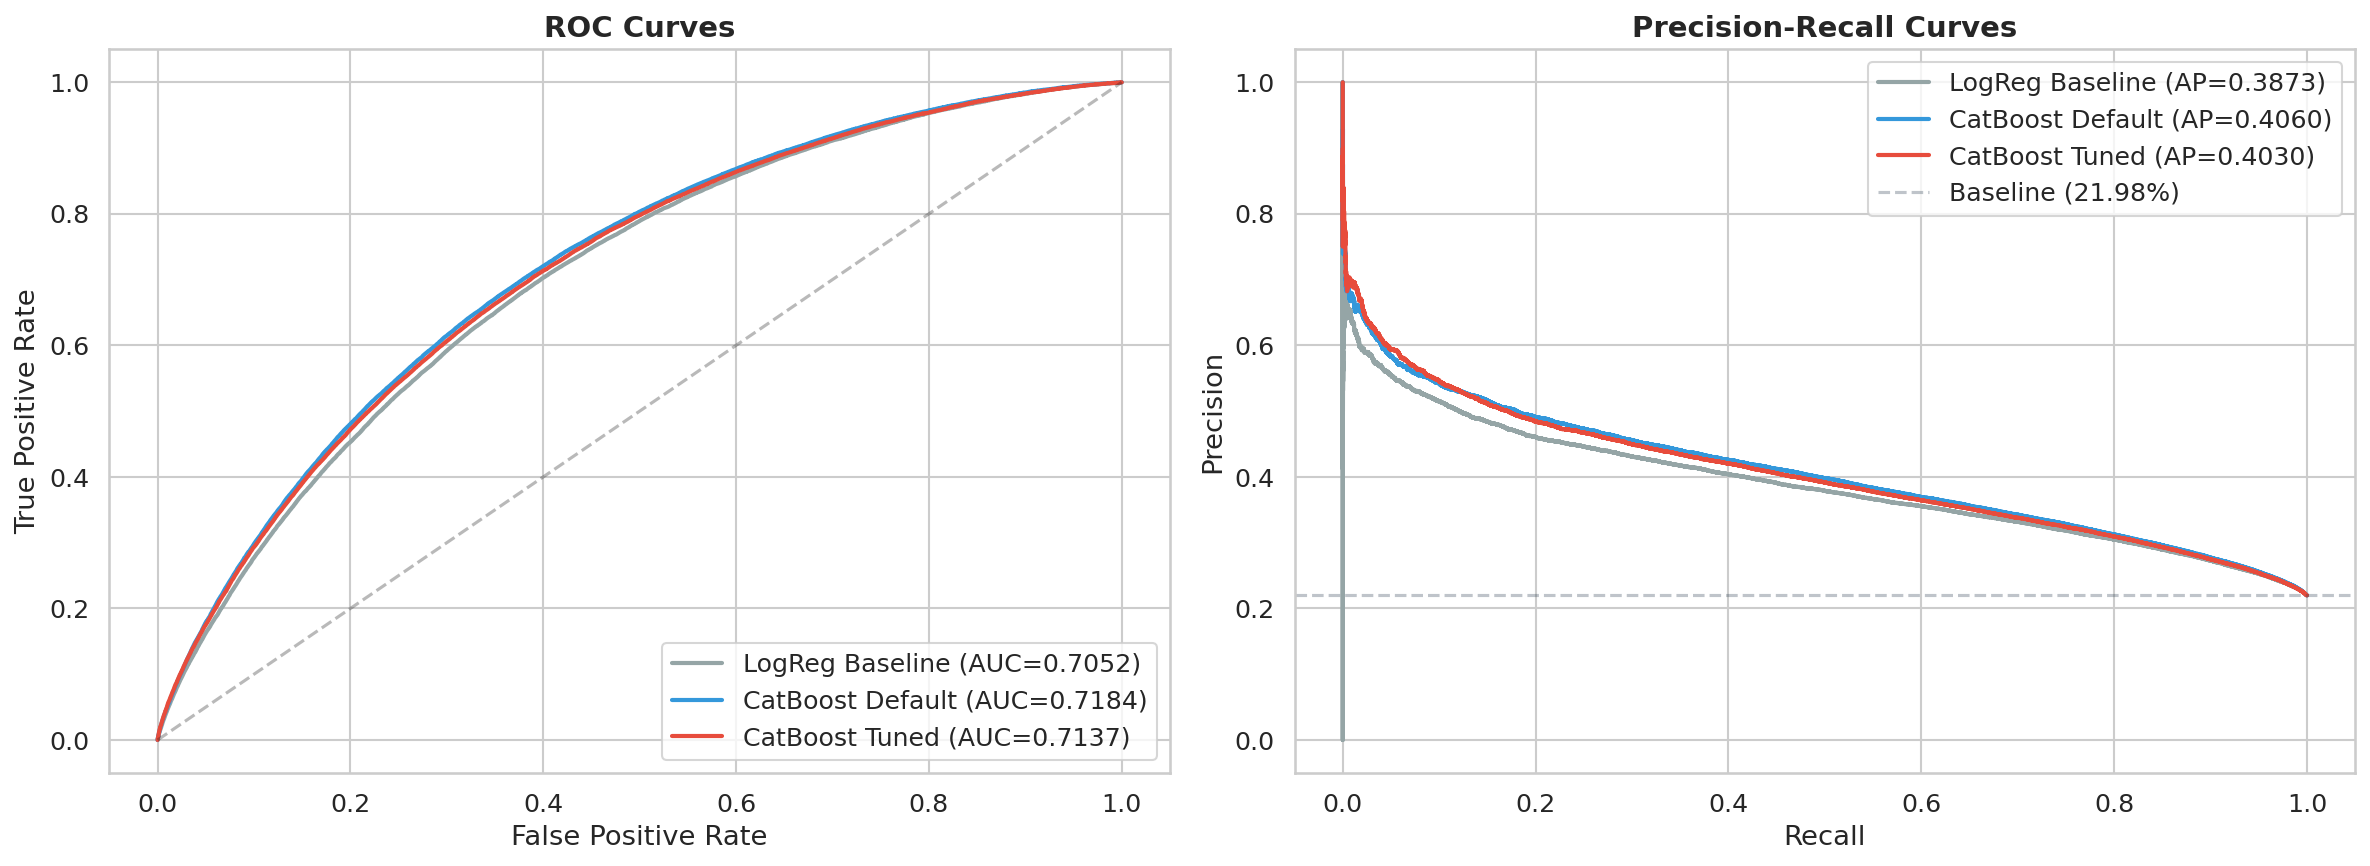 ROC Curves
1.0
0.8
0.6
0.4
0.2
0.0
True Positive Rate
LogReg Baseline (AUC=0.7052)
CatBoost Default (AUC=0.7184)
CatBoost Tuned (AUC=0.7137)
0.0 0.2 0.4 0.6 0.8 1.0
False Positive Rate
Precision-Recall Curves
1.0
0.8
0.6
0.4
0.2
0.0
Precision
LogReg Baseline (AP=0.3873)
CatBoost Default (AP=0.4060)
CatBoost Tuned (AP=0.4030)
Baseline (21.98%)
0.0 0.2 0.4 0.6 0.8 1.0
Recall